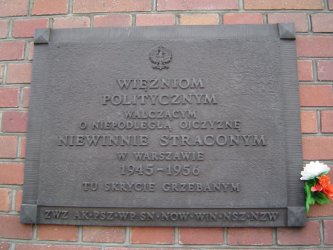 WIĘŹNIOM
POLITYCZNYM
WALCZĄCYM
O NIEPODLEGŁĄ OJCZYZNĘ
NIEWINNIE STRACONYM
W WARSZAWIE
1945-1956
TU SKRYCIE GRZEBANYM
ZWZ AK·PSZ·WP·SN·NOW·WIN·NSZ·NZW